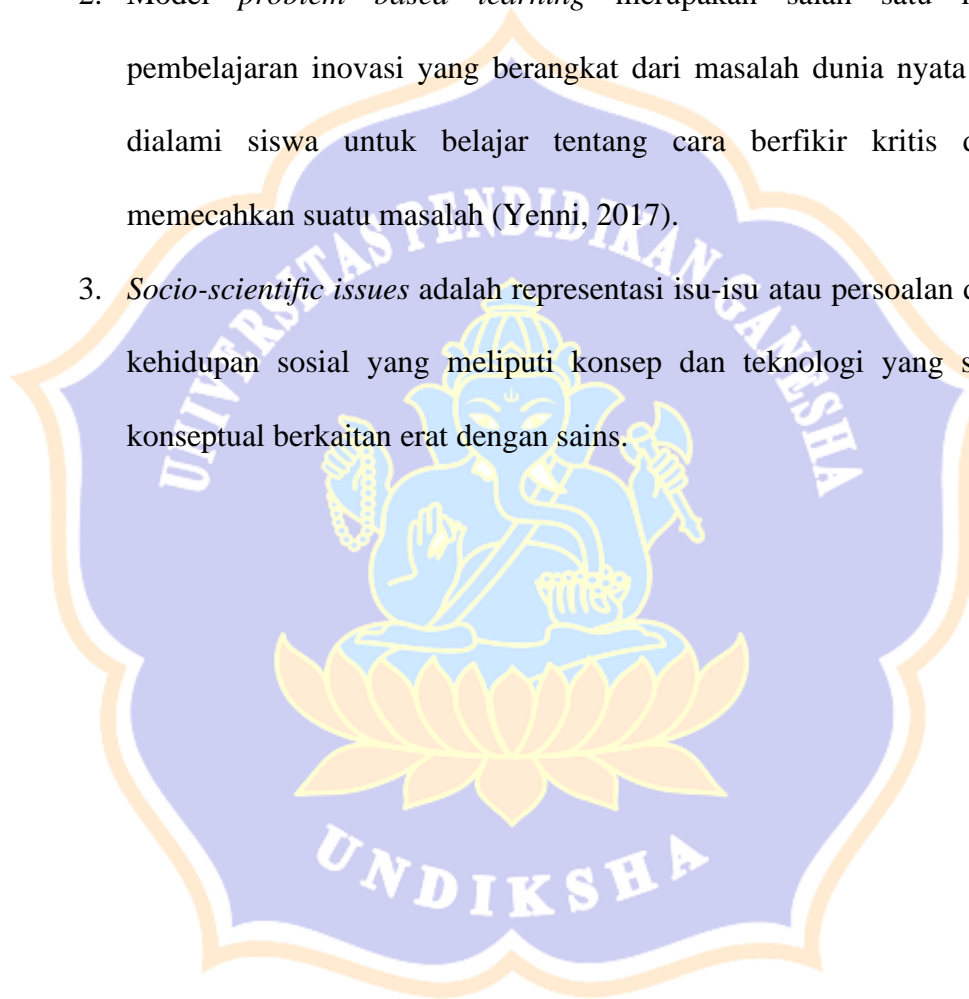 2. Model problem based learning merupakan salah satu
pembelajaran inovasi yang berangkat dari masalah dunia nyata
dialami siswa untuk belajar tentang cara berfikir kritis
memecahkan suatu masalah (Yenni, 2017).
3. Socio-scientific issues adalah representasi isu-isu atau persoalan
kehidupan sosial yang meliputi konsep dan teknologi yang
konseptual berkaitan erat dengan sains.
UNIVERSITAS PENDIDIKAN GANESHA
UNDIKSHA